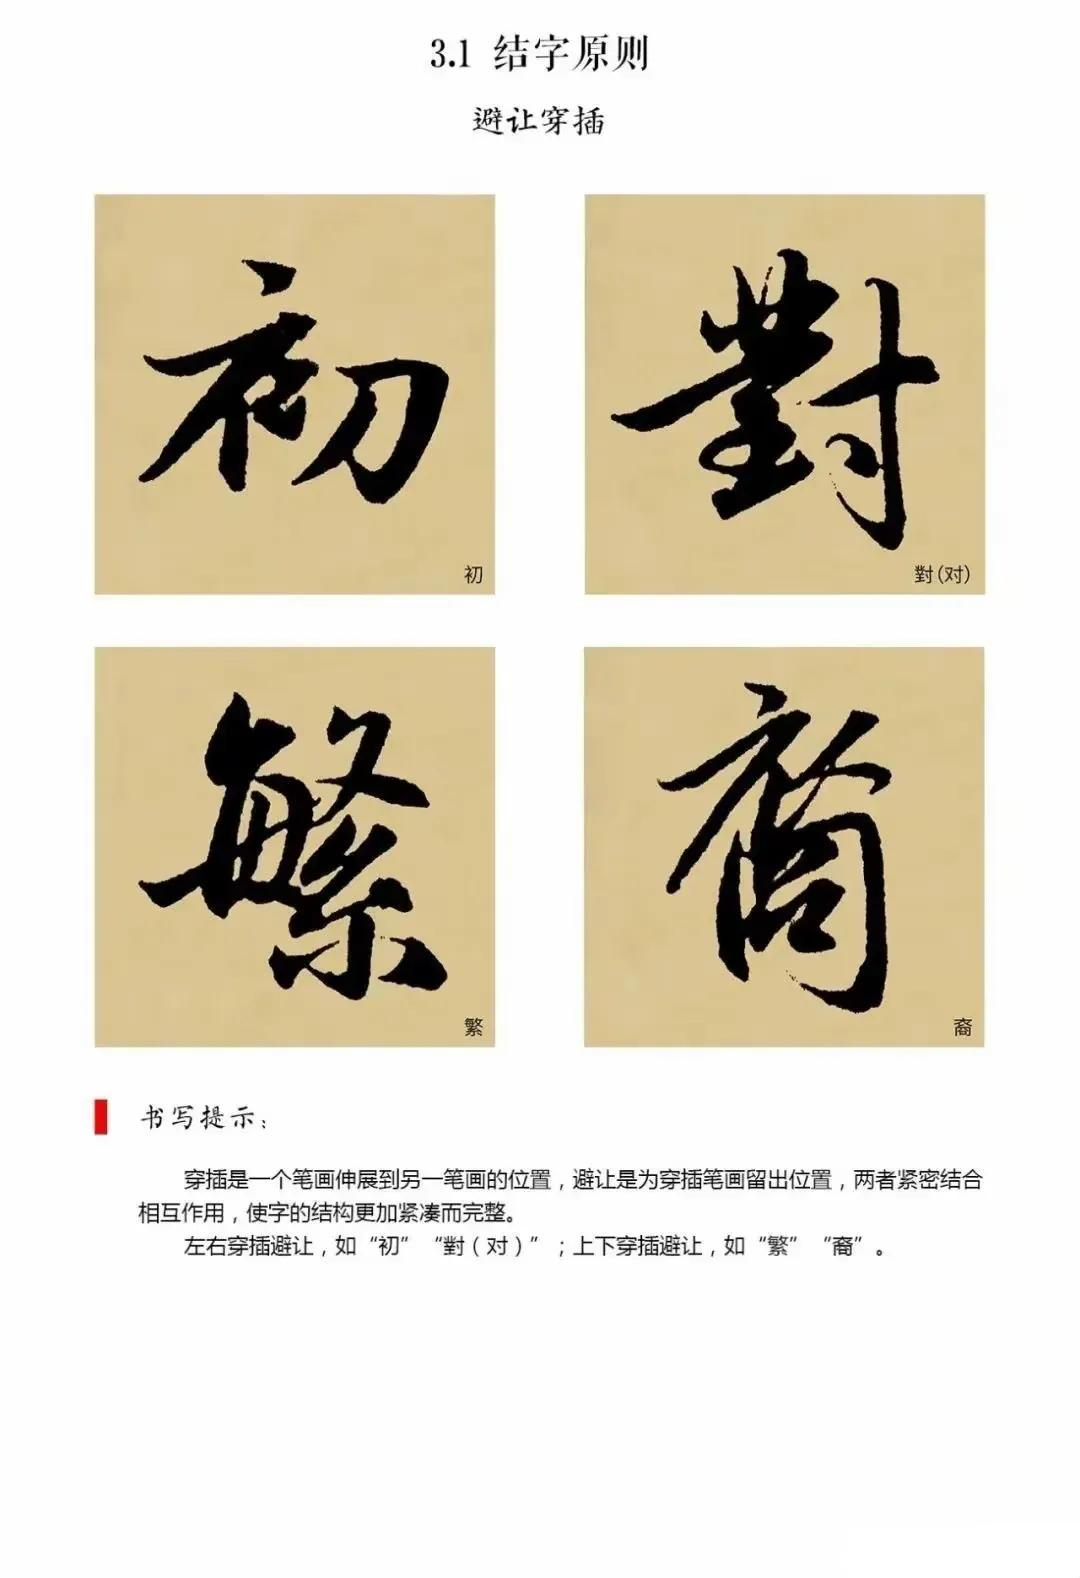 3.1 结字原则
避让穿插
初
對
初
對(对)
繁
裔
繁
裔
书写提示：
穿插是一个笔画伸展到另一笔画的位置，避让是为穿插笔画留出位置，两者紧密结合
相互作用，使字的结构更加紧凑而完整。
左右穿插避让，如“初”“對（对）”；上下穿插避让，如“繁”“裔”。